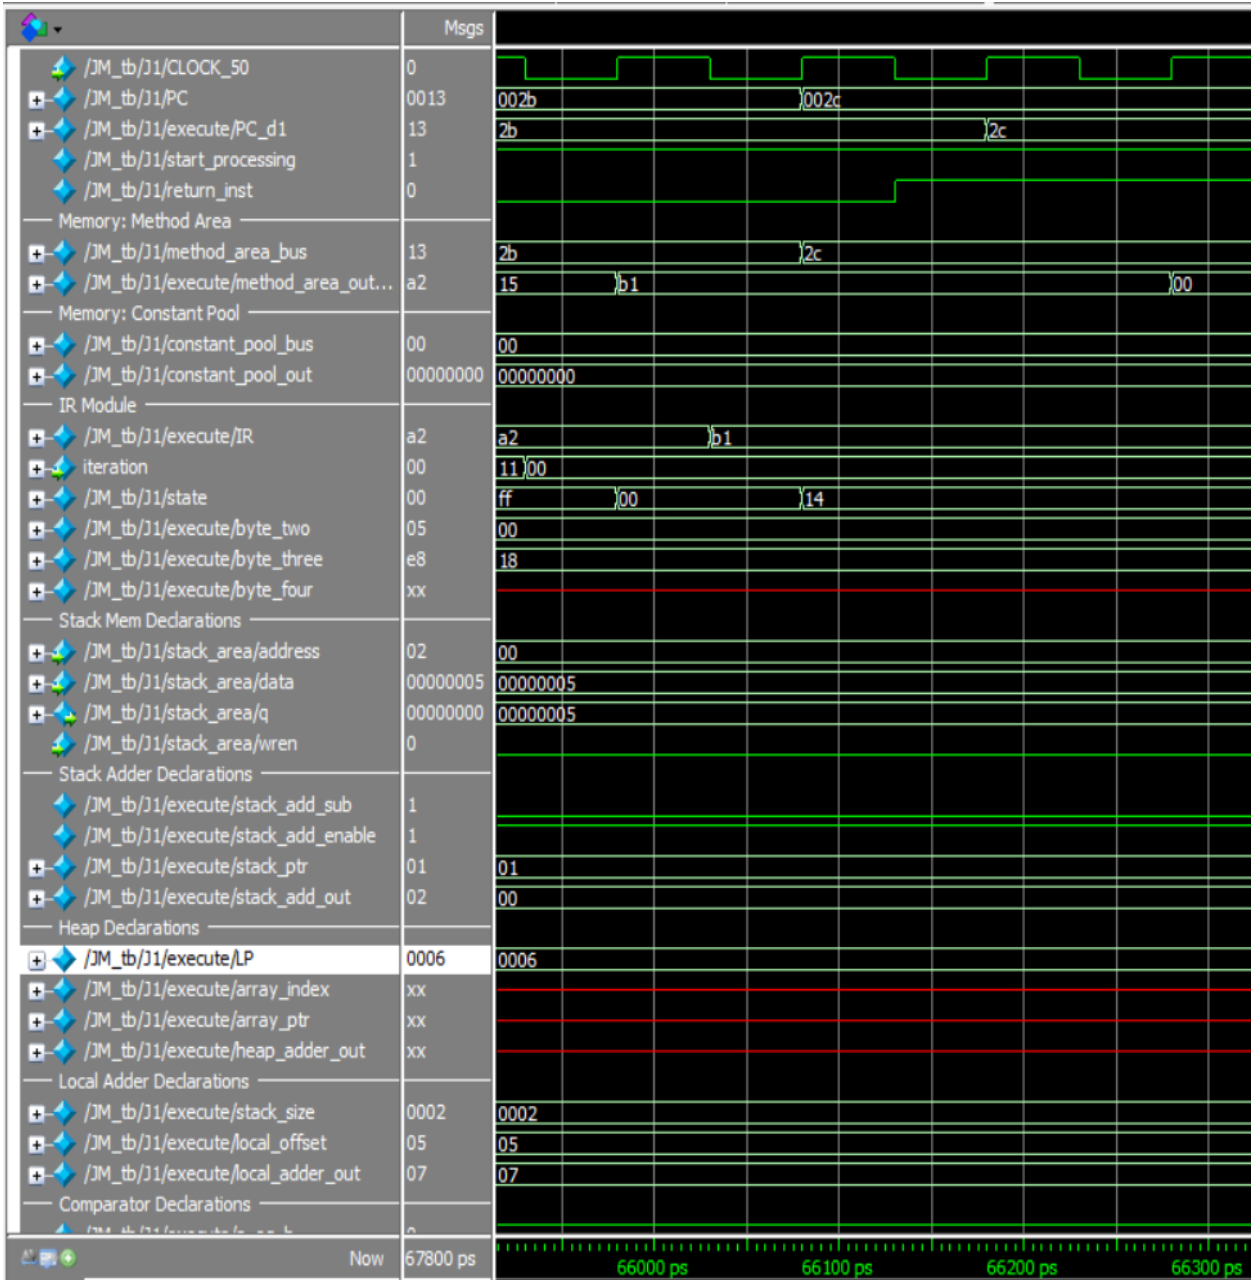 Msgs
/JM_tb/J1/CLOCK_50 0
/JM_tb/J1/PC 0013 002b 002c
/JM_tb/J1/execute/PC_d1 13 2b 2c
/JM_tb/J1/start_processing 1
/JM_tb/J1/return_inst 0
Memory: Method Area
/JM_tb/J1/method_area_bus 13 2b 2c
/JM_tb/J1/execute/method_area_out... a2 15 b1 00
Memory: Constant Pool
/JM_tb/J1/constant_pool_bus 00 00
/JM_tb/J1/constant_pool_out 00000000 00000000
IR Module
/JM_tb/J1/execute/IR a2 a2 b1
iteration 00 11 00
/JM_tb/J1/state 00 ff 00 14
/JM_tb/J1/execute/byte_two 05 00
/JM_tb/J1/execute/byte_three e8 18
/JM_tb/J1/execute/byte_four xx
Stack Mem Declarations
/JM_tb/J1/stack_area/address 02 00
/JM_tb/J1/stack_area/data 00000005 00000005
/JM_tb/J1/stack_area/q 00000000 00000005
/JM_tb/J1/stack_area/wren 0
Stack Adder Declarations
/JM_tb/J1/execute/stack_add_sub 1
/JM_tb/J1/execute/stack_add_enable 1
/JM_tb/J1/execute/stack_ptr 01 01
/JM_tb/J1/execute/stack_add_out 02 00
Heap Declarations
/JM_tb/J1/execute/LP 0006 0006
/JM_tb/J1/execute/array_index xx
/JM_tb/J1/execute/array_ptr xx
/JM_tb/J1/execute/heap_adder_out xx
Local Adder Declarations
/JM_tb/J1/execute/stack_size 0002 0002
/JM_tb/J1/execute/local_offset 05 05
/JM_tb/J1/execute/local_adder_out 07 07
Comparator Declarations
Now 67800 ps 66000 ps 66100 ps 66200 ps 66300 ps